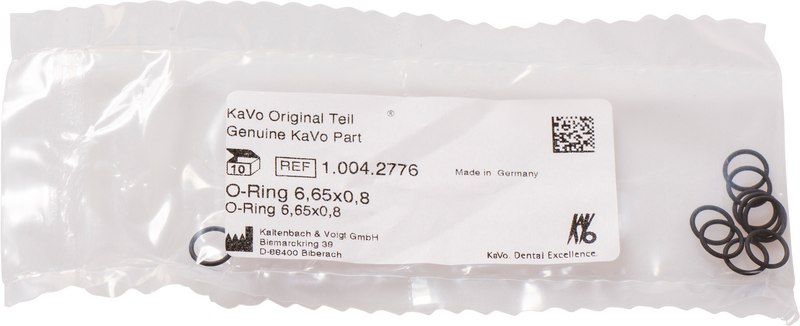 KaVo Original Teil ®
Genuine KaVo Part
10 REF 1.004.2776 Made in Germany
O-Ring 6,65x0,8
O-Ring 6,65x0,8
Kaltenbach & Voigt GmbH
Bismarckring 39
D-88400 Biberach
KAVO
KaVo. Dental Excellence.